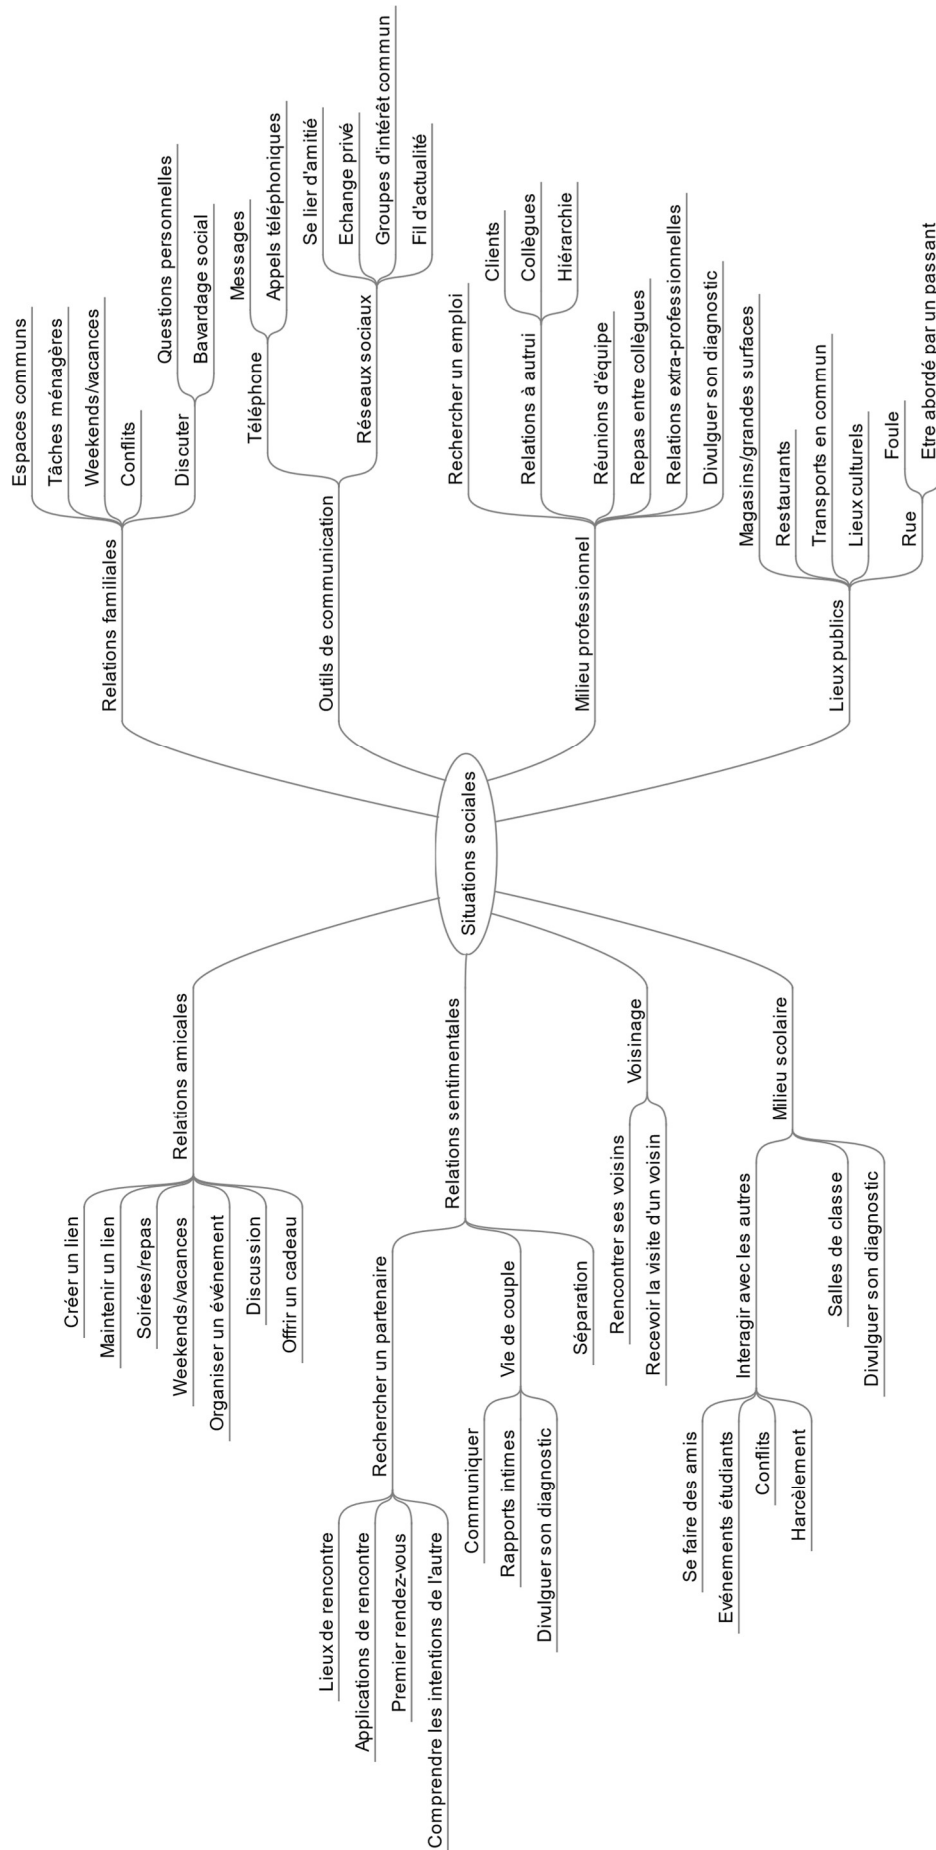 Situations sociales
Relations familiales
Espaces communs
Tâches ménagères
Weekends/vacances
Conflits
Discuter
Questions personnelles
Bavardage social
Outils de communication
Téléphone
Messages
Appels téléphoniques
Réseaux sociaux
Se lier d'amitié
Echange privé
Groupes d'intérêt commun
Fil d'actualité
Milieu professionnel
Rechercher un emploi
Relations à autrui
Clients
Collègues
Hiérarchie
Réunions d'équipe
Repas entre collègues
Relations extra-professionnelles
Divulguer son diagnostic
Lieux publics
Magasins/grandes surfaces
Restaurants
Transports en commun
Lieux culturels
Rue
Foule
Etre abordé par un passant
Relations amicales
Créer un lien
Maintenir un lien
Soirées/repas
Weekends/vacances
Organiser un événement
Discussion
Offrir un cadeau
Relations sentimentales
Rechercher un partenaire
Lieux de rencontre
Applications de rencontre
Premier rendez-vous
Comprendre les intentions de l'autre
Vie de couple
Communiquer
Rapports intimes
Divulguer son diagnostic
Séparation
Voisinage
Rencontrer ses voisins
Recevoir la visite d'un voisin
Milieu scolaire
Interagir avec les autres
Se faire des amis
Evénements étudiants
Conflits
Harcèlement
Salles de classe
Divulguer son diagnostic